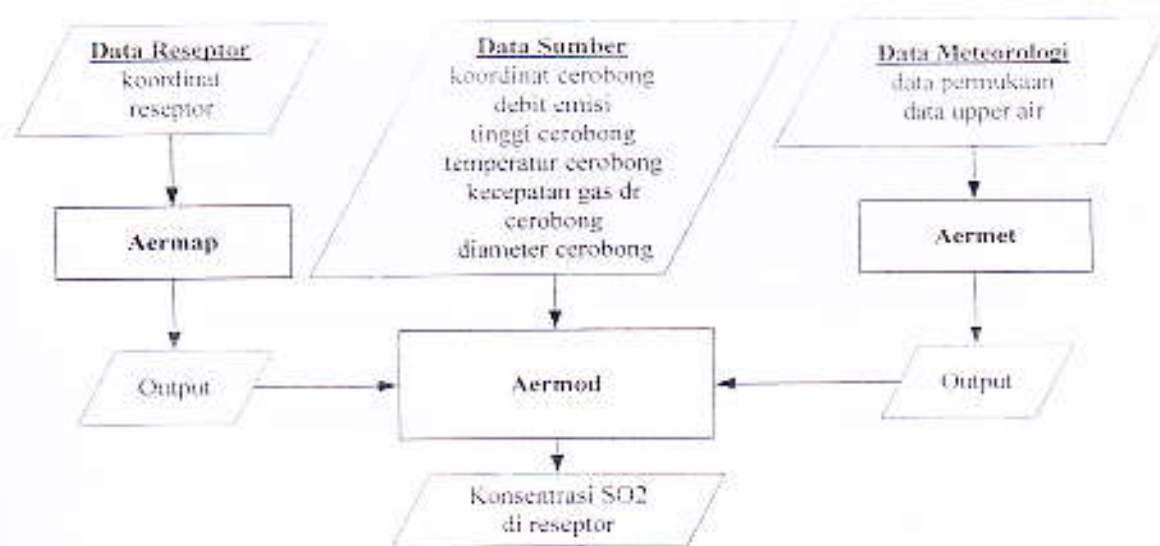 Data Reseptor
koordinat
reseptor
Data Sumber
koordinat cerobong
debit emisi
tinggi cerobong
temperatur cerobong
kecepatan gas dr
cerobong
diameter cerobong
Data Meteorologi
data permukaan
data upper air
Aermap
Aermet
Output
Aermod
Output
Konsentrasi SO2
di reseptor